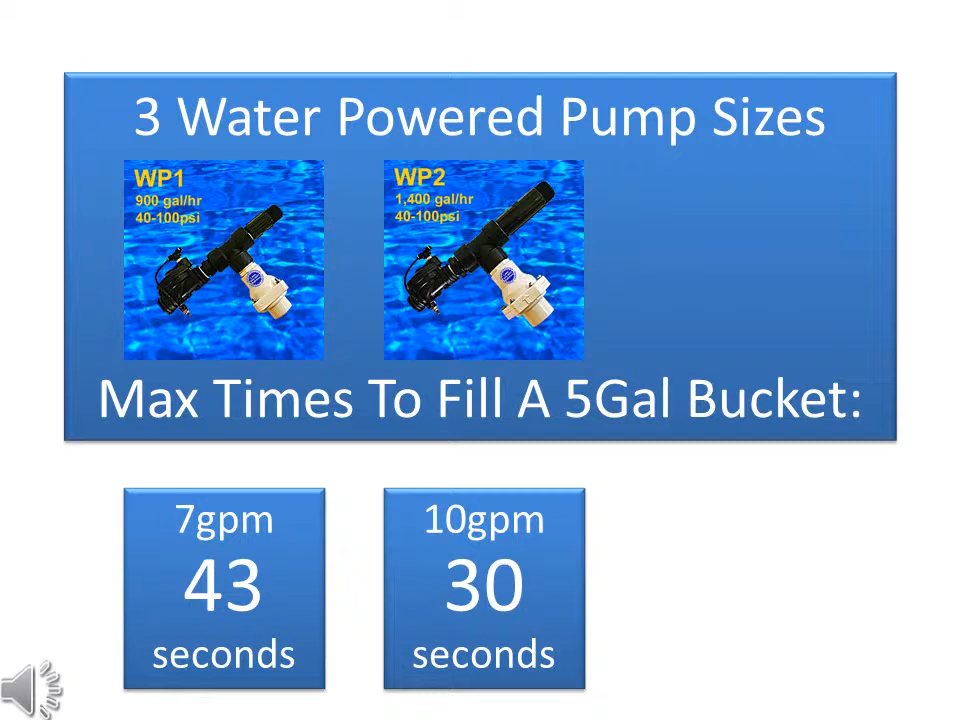 3 Water Powered Pump Sizes
WP1
900 gal/hr
40-100psi
WP2
1,400 gal/hr
40-100psi
Max Times To Fill A 5Gal Bucket:
7gpm
43
seconds
10gpm
30
seconds